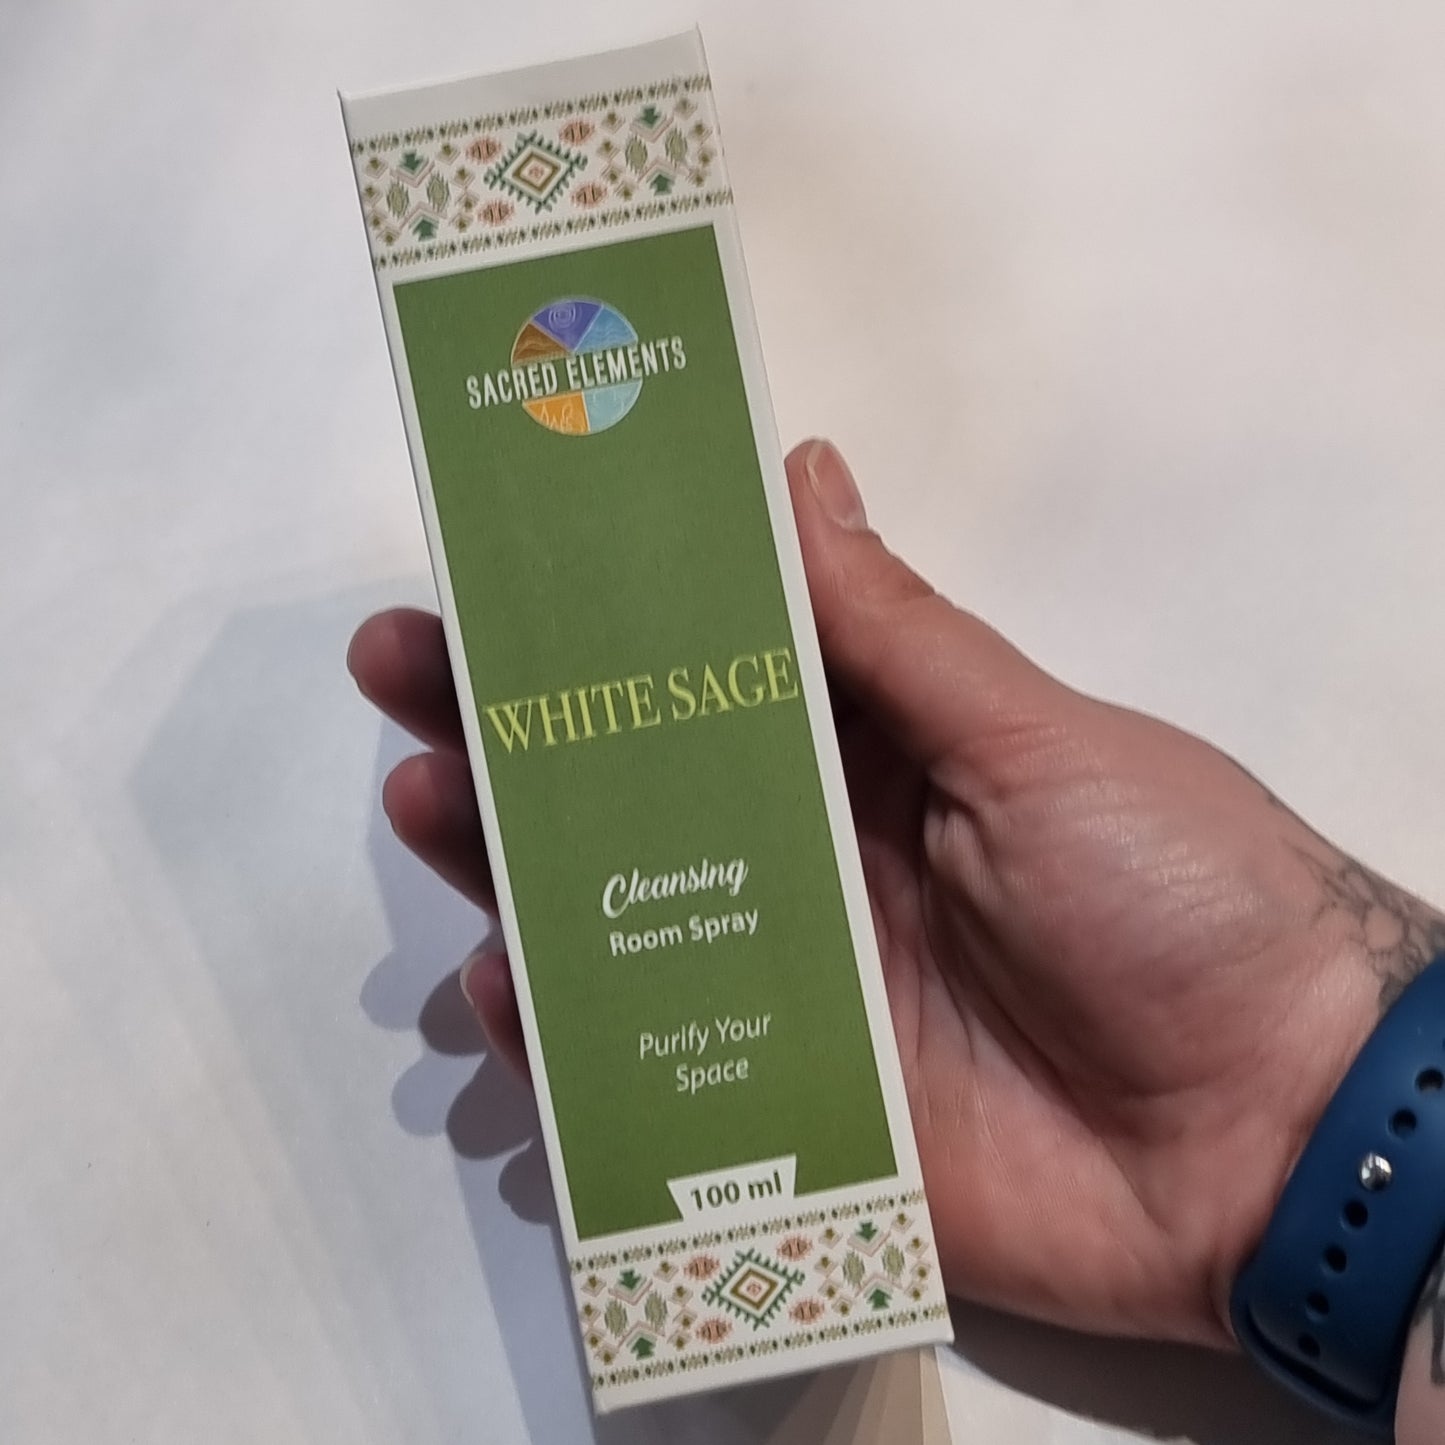 SACRED ELEMENTS
WHITE SAGE
Cleansing
Room Spray
Purify Your
Space
100 ml